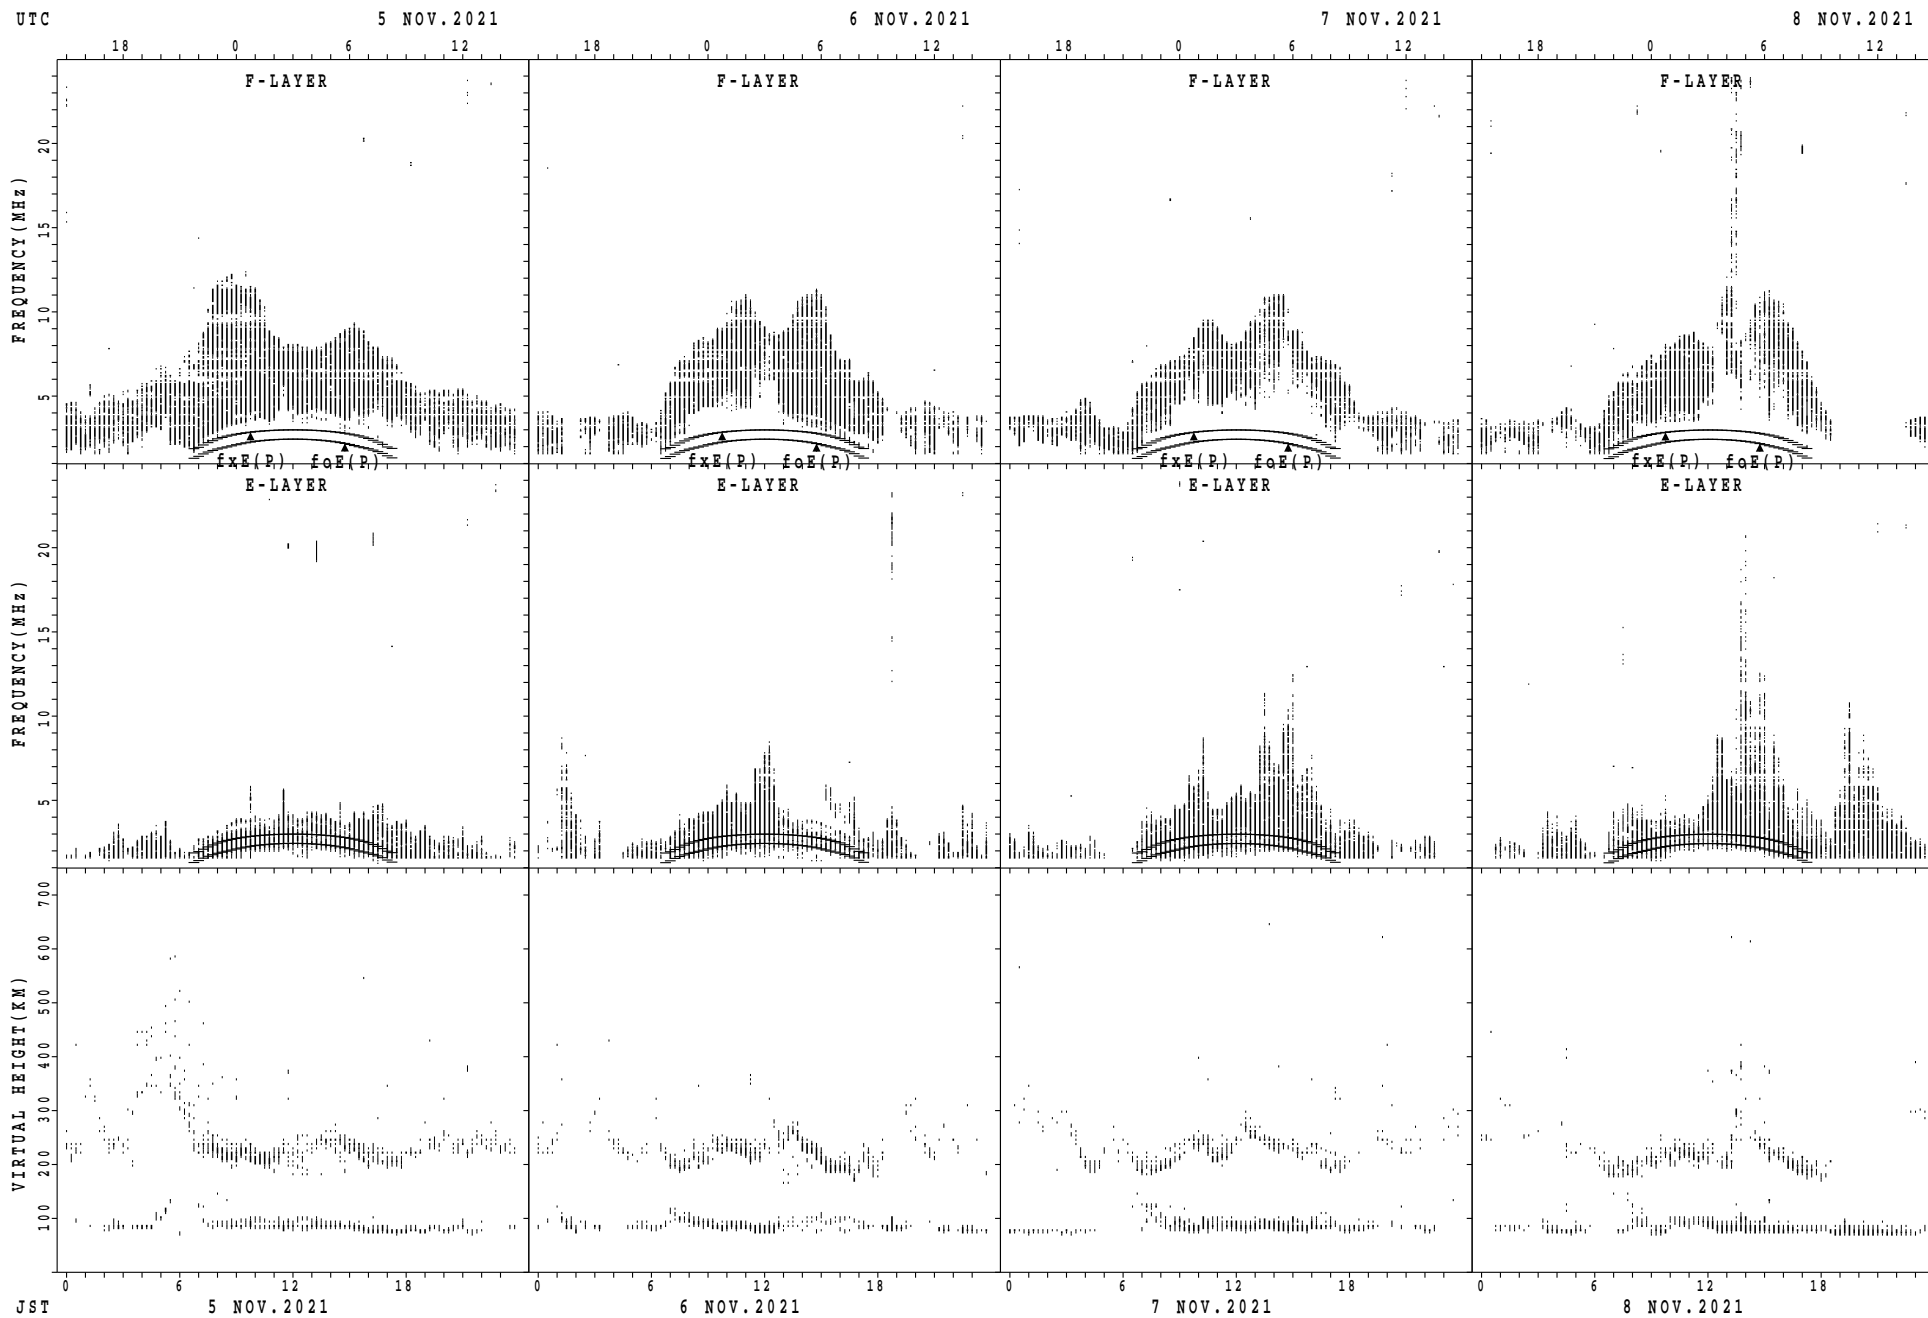 UTC 5 NOV.2021 6 NOV.2021 7 NOV.2021 8 NOV.2021
18 0 6 12 18 0 6 12 18 0 6 12 18 0 6 12
F-LAYER F-LAYER F-LAYER F-LAYER
FREQUENCY(MHz)
20
15
10
5
fxE(P) foE(P) fxE(P) foE(P) fxE(P) foE(P) fxE(P) foE(P)
E-LAYER E-LAYER E-LAYER E-LAYER
FREQUENCY(MHz)
20
15
10
5
VIRTUAL HEIGHT(KM)
700
600
500
400
300
200
100
0 6 12 18 0 6 12 18 0 6 12 18 0 6 12 18
JST 5 NOV.2021 6 NOV.2021 7 NOV.2021 8 NOV.2021